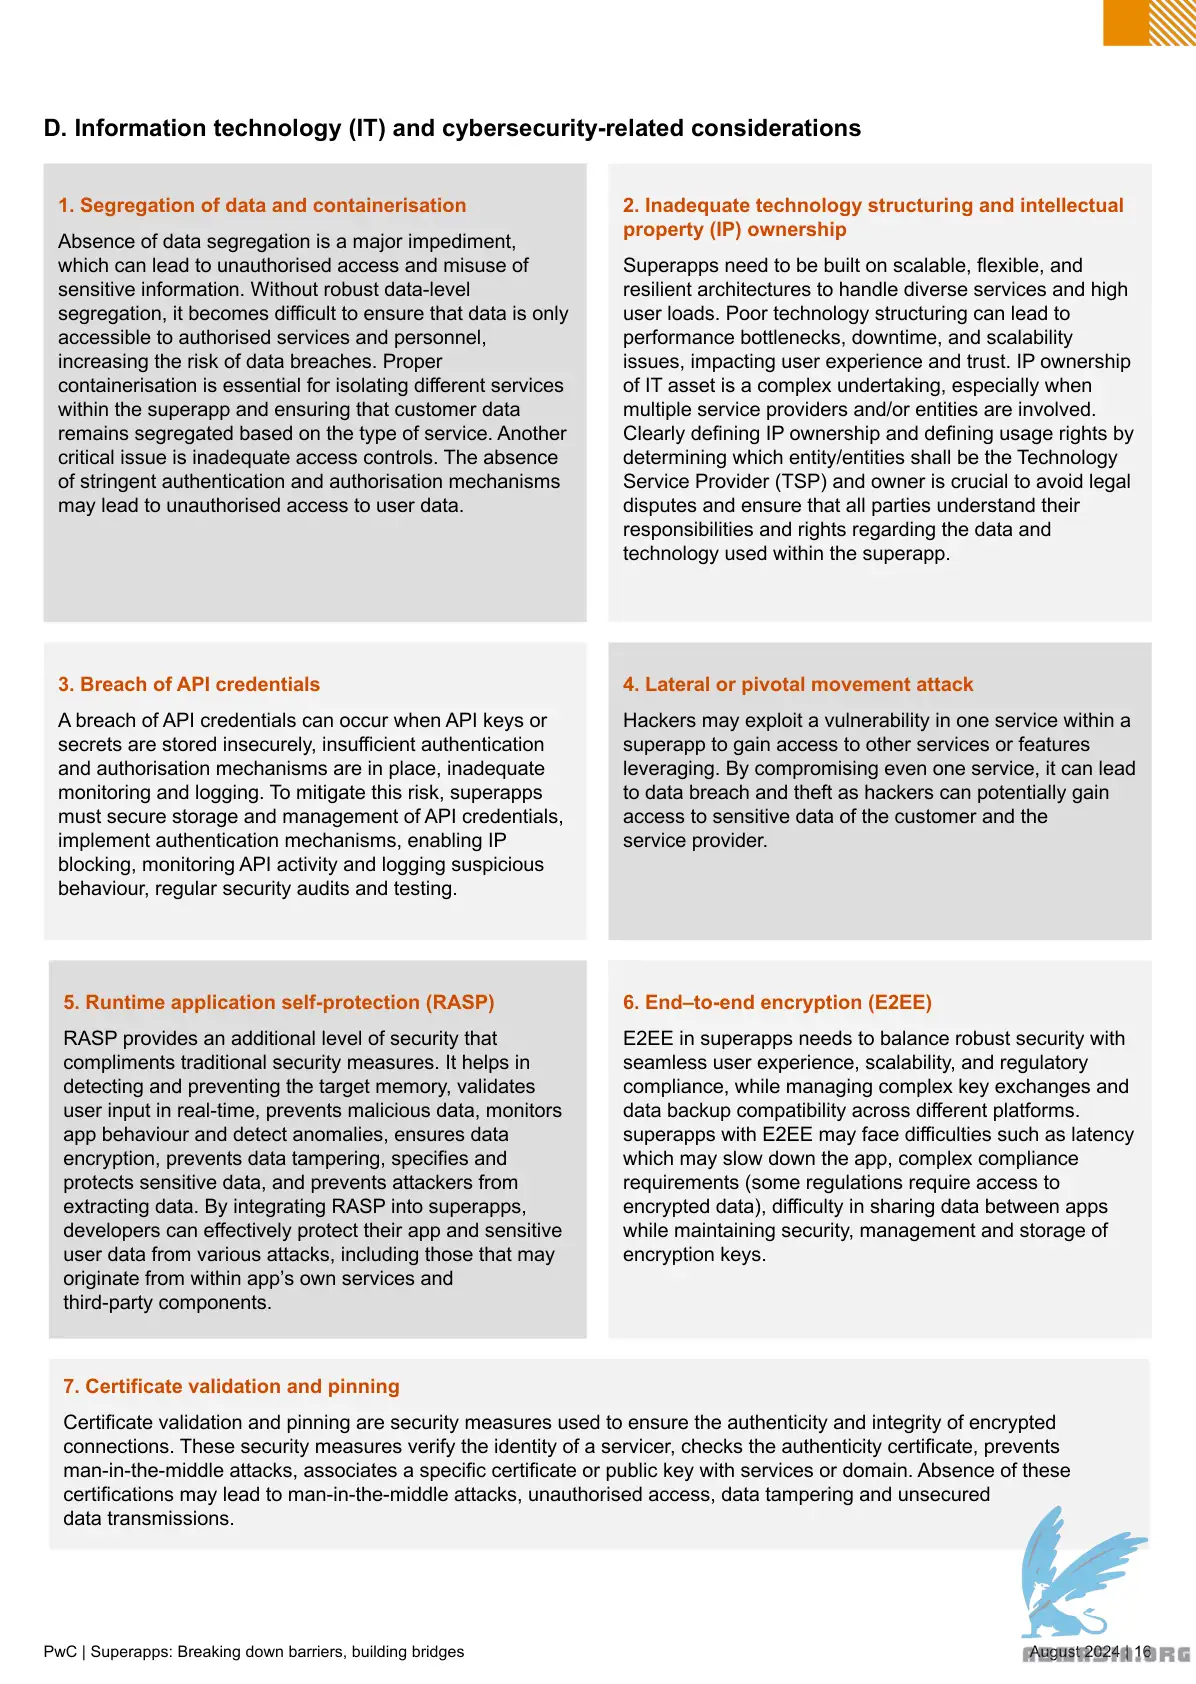 D. Information technology (IT) and cybersecurity-related considerations
1. Segregation of data and containerisation
Absence of data segregation is a major impediment,
which can lead to unauthorised access and misuse of
sensitive information. Without robust data-level
segregation, it becomes difficult to ensure that data is only
accessible to authorised services and personnel,
increasing the risk of data breaches. Proper
containerisation is essential for isolating different services
within the superapp and ensuring that customer data
remains segregated based on the type of service. Another
critical issue is inadequate access controls. The absence
of stringent authentication and authorisation mechanisms
may lead to unauthorised access to user data.
2. Inadequate technology structuring and intellectual
property (IP) ownership
Superapps need to be built on scalable, flexible, and
resilient architectures to handle diverse services and high
user loads. Poor technology structuring can lead to
performance bottlenecks, downtime, and scalability
issues, impacting user experience and trust. IP ownership
of IT asset is a complex undertaking, especially when
multiple service providers and/or entities are involved.
Clearly defining IP ownership and defining usage rights by
determining which entity/entities shall be the Technology
Service Provider (TSP) and owner is crucial to avoid legal
disputes and ensure that all parties understand their
responsibilities and rights regarding the data and
technology used within the superapp.
3. Breach of API credentials
A breach of API credentials can occur when API keys or
secrets are stored insecurely, insufficient authentication
and authorisation mechanisms are in place, inadequate
monitoring and logging. To mitigate this risk, superapps
must secure storage and management of API credentials,
implement authentication mechanisms, enabling IP
blocking, monitoring API activity and logging suspicious
behaviour, regular security audits and testing.
4. Lateral or pivotal movement attack
Hackers may exploit a vulnerability in one service within a
superapp to gain access to other services or features
leveraging. By compromising even one service, it can lead
to data breach and theft as hackers can potentially gain
access to sensitive data of the customer and the
service provider.
5. Runtime application self-protection (RASP)
RASP provides an additional level of security that
compliments traditional security measures. It helps in
detecting and preventing the target memory, validates
user input in real-time, prevents malicious data, monitors
app behaviour and detect anomalies, ensures data
encryption, prevents data tampering, specifies and
protects sensitive data, and prevents attackers from
extracting data. By integrating RASP into superapps,
developers can effectively protect their app and sensitive
user data from various attacks, including those that may
originate from within app’s own services and
third-party components.
6. End–to-end encryption (E2EE)
E2EE in superapps needs to balance robust security with
seamless user experience, scalability, and regulatory
compliance, while managing complex key exchanges and
data backup compatibility across different platforms.
superapps with E2EE may face difficulties such as latency
which may slow down the app, complex compliance
requirements (some regulations require access to
encrypted data), difficulty in sharing data between apps
while maintaining security, management and storage of
encryption keys.
7. Certificate validation and pinning
Certificate validation and pinning are security measures used to ensure the authenticity and integrity of encrypted
connections. These security measures verify the identity of a servicer, checks the authenticity certificate, prevents
man-in-the-middle attacks, associates a specific certificate or public key with services or domain. Absence of these
certifications may lead to man-in-the-middle attacks, unauthorised access, data tampering and unsecured
data transmissions.
PwC | Superapps: Breaking down barriers, building bridges
August 2024 | 16